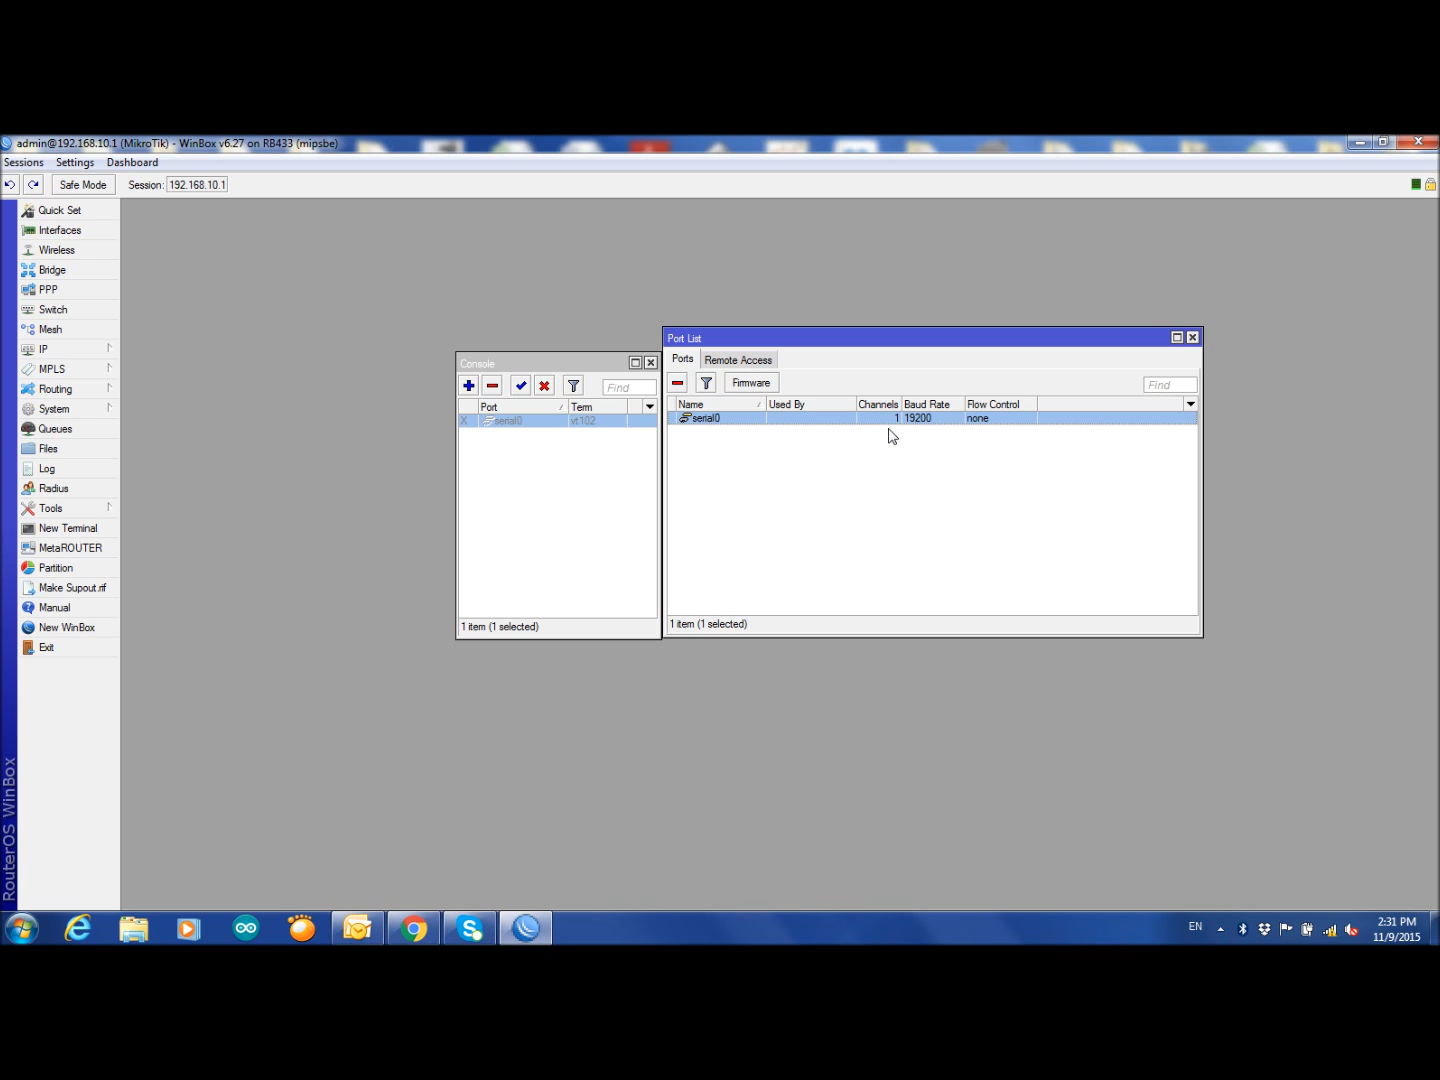 admin@192.168.10.1 (MikroTik) - WinBox v6.27 on RB433 (mipsbe)
Sessions Settings Dashboard
Safe Mode Session: 192.168.10.1
Quick Set
Interfaces
Wireless
Bridge
PPP
Switch
Mesh
IP
MPLS
Routing
System
Queues
Files
Log
Radius
Tools
New Terminal
MetaROUTER
Partition
Make Supout.rif
Manual
New WinBox
Exit
RouterOS WinBox
Console
Find
Port Term
X serial0 vt102
1 item (1 selected)
Port List
Ports Remote Access
Firmware Find
Name Used By Channels Baud Rate Flow Control
serial0 1 19200 none
1 item (1 selected)
EN 2:31 PM
11/9/2015